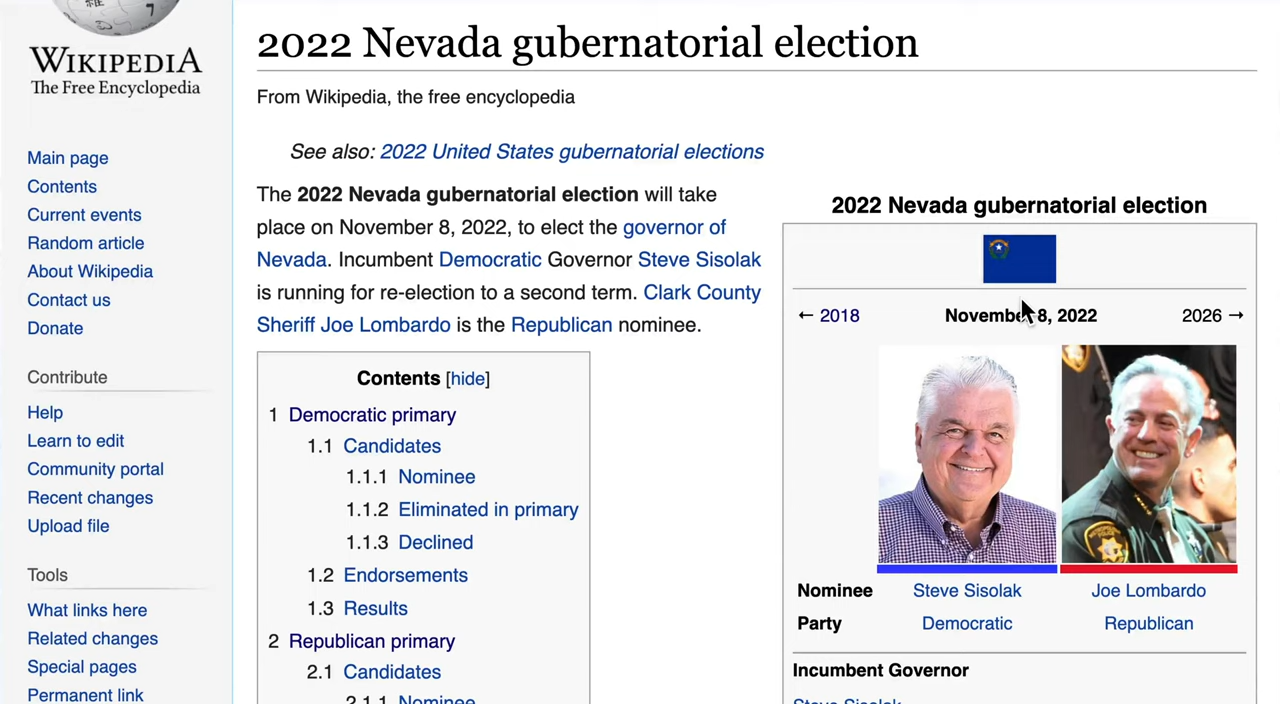 WIKIPEDIA
The Free Encyclopedia
Main page
Contents
Current events
Random article
About Wikipedia
Contact us
Donate
Contribute
Help
Learn to edit
Community portal
Recent changes
Upload file
Tools
What links here
Related changes
Special pages
Permanent link
2022 Nevada gubernatorial election
From Wikipedia, the free encyclopedia
See also: 2022 United States gubernatorial elections
The 2022 Nevada gubernatorial election will take
place on November 8, 2022, to elect the governor of
Nevada. Incumbent Democratic Governor Steve Sisolak
is running for re-election to a second term. Clark County
Sheriff Joe Lombardo is the Republican nominee.
Contents [hide]
1 Democratic primary
1.1 Candidates
1.1.1 Nominee
1.1.2 Eliminated in primary
1.1.3 Declined
1.2 Endorsements
1.3 Results
2 Republican primary
2.1 Candidates
2.1.1 Nominee
2022 Nevada gubernatorial election
← 2018 November 8, 2022 2026 →
Nominee Steve Sisolak Joe Lombardo
Party Democratic Republican
Incumbent Governor
Steve Sisolak